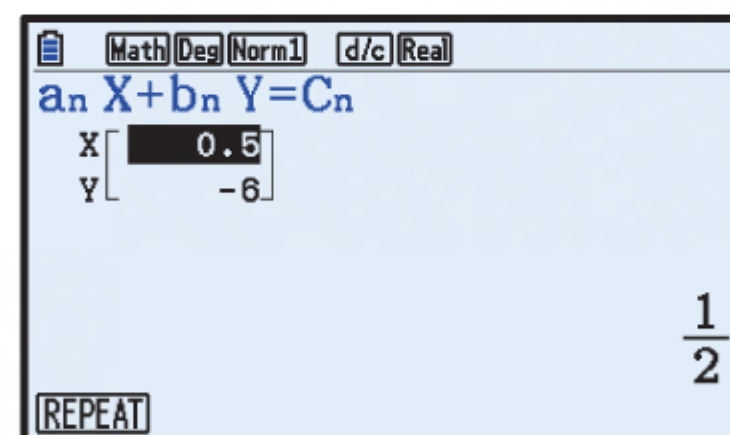 Math Deg Norm1 d/c Real
an X+bn Y=Cn
X[ 0.5]
Y[ -6]
1/2
REPEAT